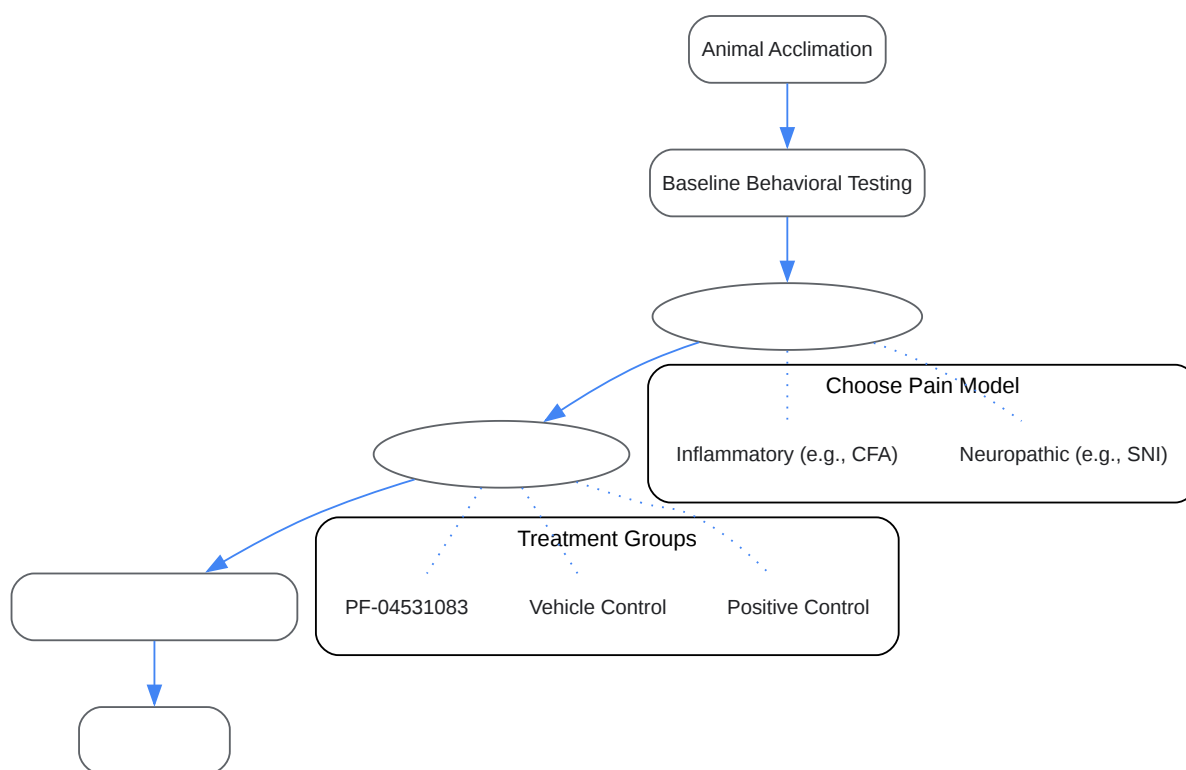 Animal Acclimation
Baseline Behavioral Testing
Choose Pain Model
Inflammatory (e.g., CFA)
Neuropathic (e.g., SNI)
Treatment Groups
PF-04531083
Vehicle Control
Positive Control